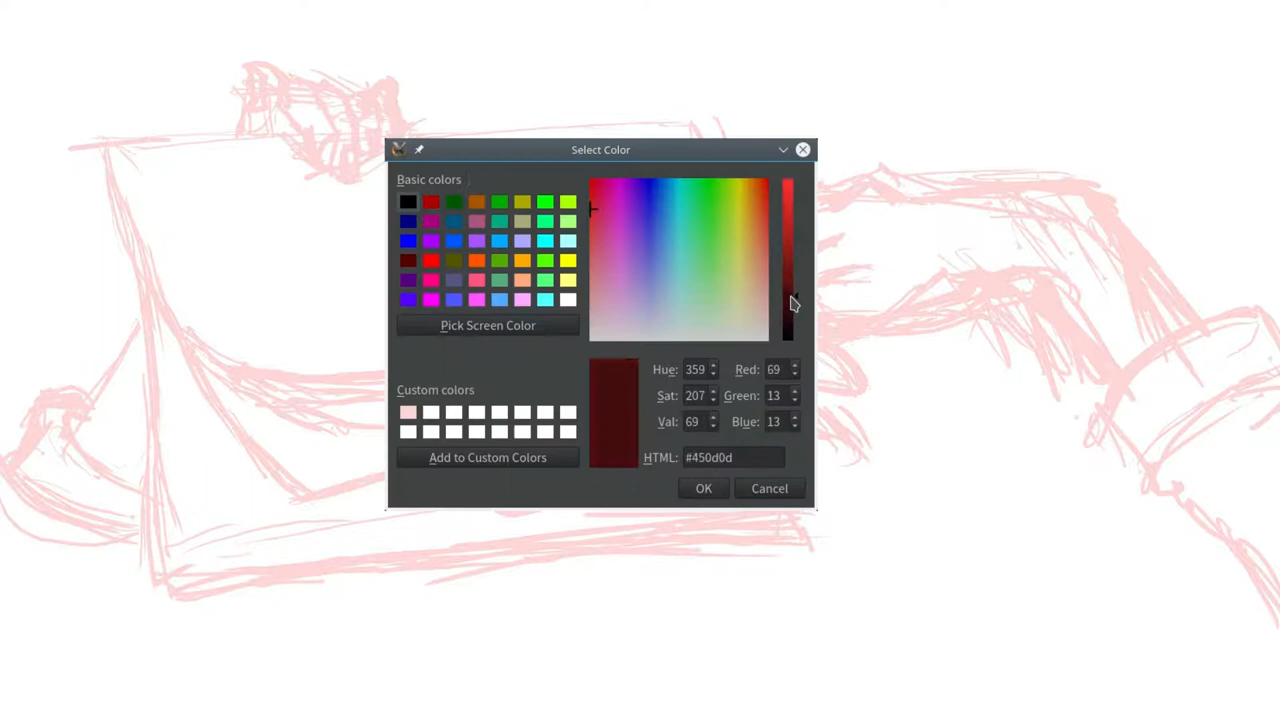 Select Color
Basic colors
Pick Screen Color
Custom colors
Add to Custom Colors
Hue: 359 Red: 69
Sat: 207 Green: 13
Val: 69 Blue: 13
HTML: #450d0d
OK Cancel